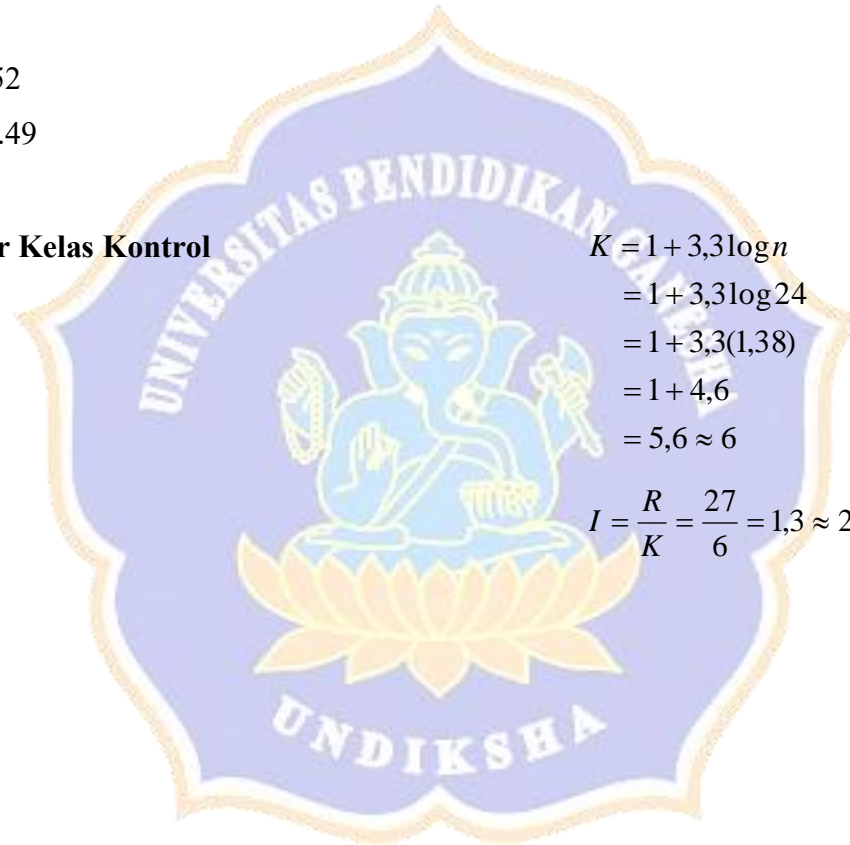 52
.49
r Kelas Kontrol
K = 1 + 3,3 log n
= 1 + 3,3 log 24
= 1 + 3,3(1,38)
= 1 + 4,6
= 5,6 ≈ 6
I = R/K = 27/6 = 1,3 ≈ 2
UNIVERSITAS PENDIDIKAN GANESHA
UNDIKSHA